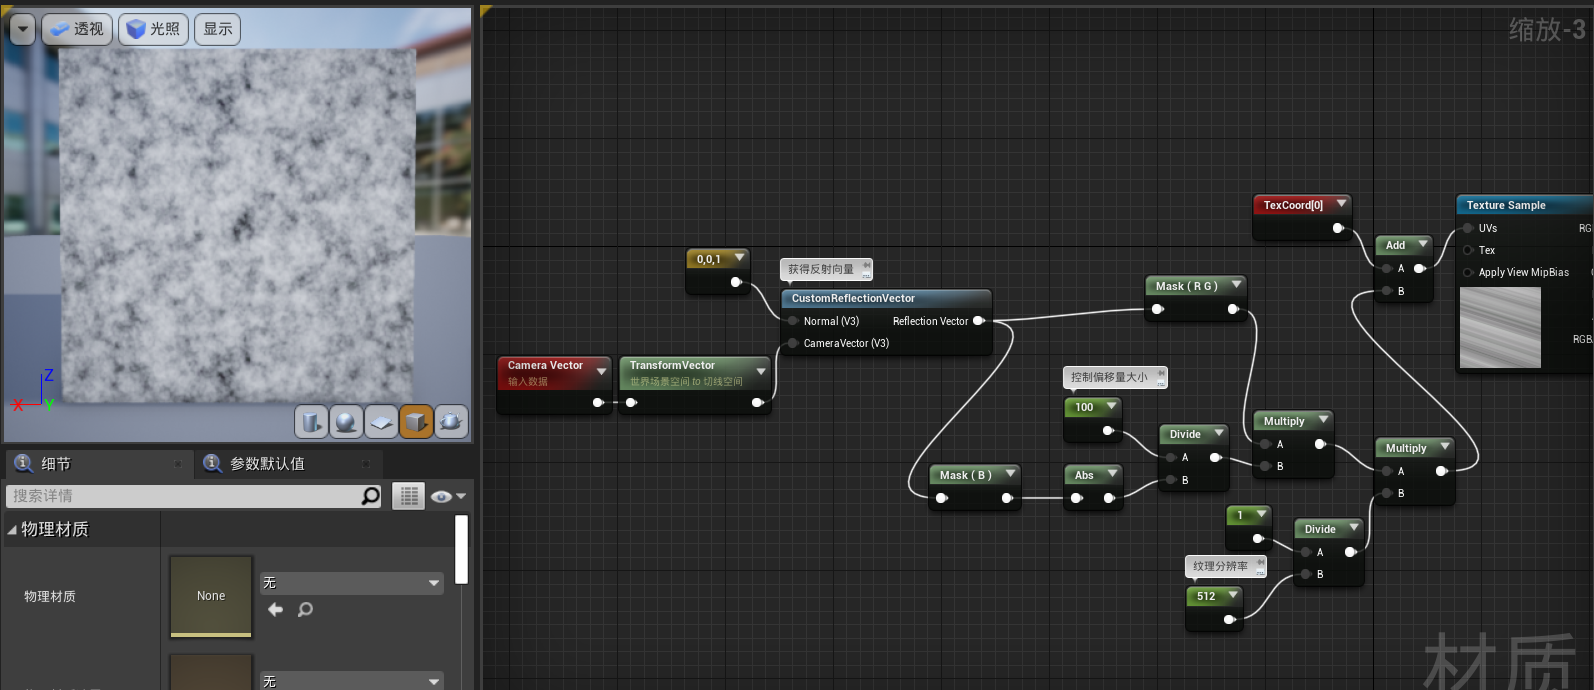 透视
光照
显示
缩放-3
TexCoord[0]
Texture Sample
UVs
RG
Tex
Apply View MipBias
RGB
Add
A
B
0,0,1
获得反射向量
CustomReflectionVector
Normal (V3)
Reflection Vector
CameraVector (V3)
Mask ( R G )
Camera Vector
输入数据
TransformVector
世界场景空间 to 切线空间
控制偏移量大小
100
Divide
A
B
Multiply
A
B
Multiply
A
B
Mask ( B )
Abs
1
Divide
A
B
纹理分辨率
512
材质
Z
X
Y
细节
参数默认值
搜索详情
物理材质
物理材质
None
无
无